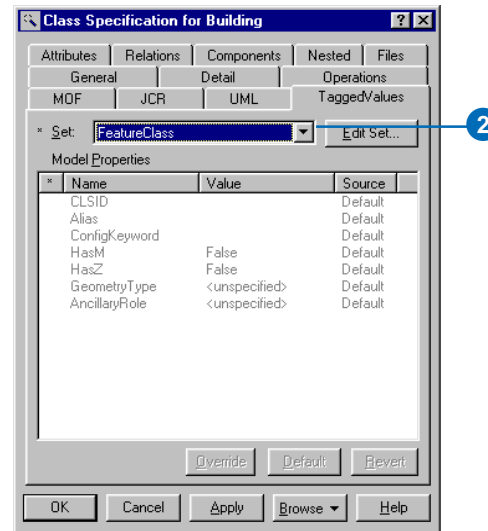 Class Specification for Building
Attributes Relations Components Nested Files
General Detail Operations
MOF JCR UML TaggedValues
* Set: FeatureClass Edit Set... 2
Model Properties
* Name Value Source
CLSID Default
Alias Default
ConfigKeyword Default
HasM False Default
HasZ False Default
GeometryType <unspecified> Default
AncillaryRole <unspecified> Default
Override Default Revert
OK Cancel Apply Browse Help